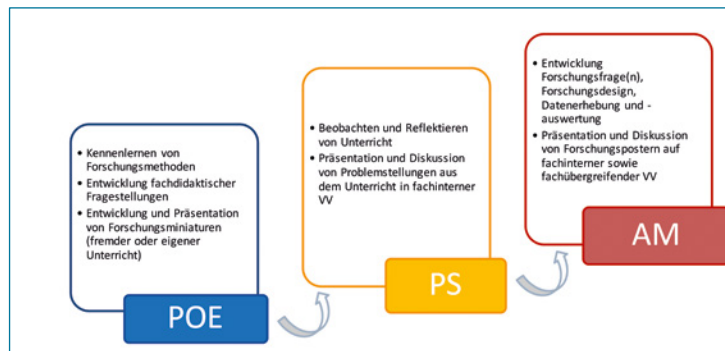 Kennenlernen von
Forschungsmethoden
Entwicklung fachdidaktischer
Fragestellungen
Entwicklung und Präsentation
von Forschungsminiaturen
(fremder oder eigener
Unterricht)
POE
Beobachten und Reflektieren
von Unterricht
Präsentation und Diskussion
von Problemstellungen aus
dem Unterricht in fachinterner
VV
PS
Entwicklung
Forschungsfrage(n),
Forschungsdesign,
Datenerhebung und -
auswertung
Präsentation und Diskussion
von Forschungspostern auf
fachinterner sowie
fachübergreifender VV
AM